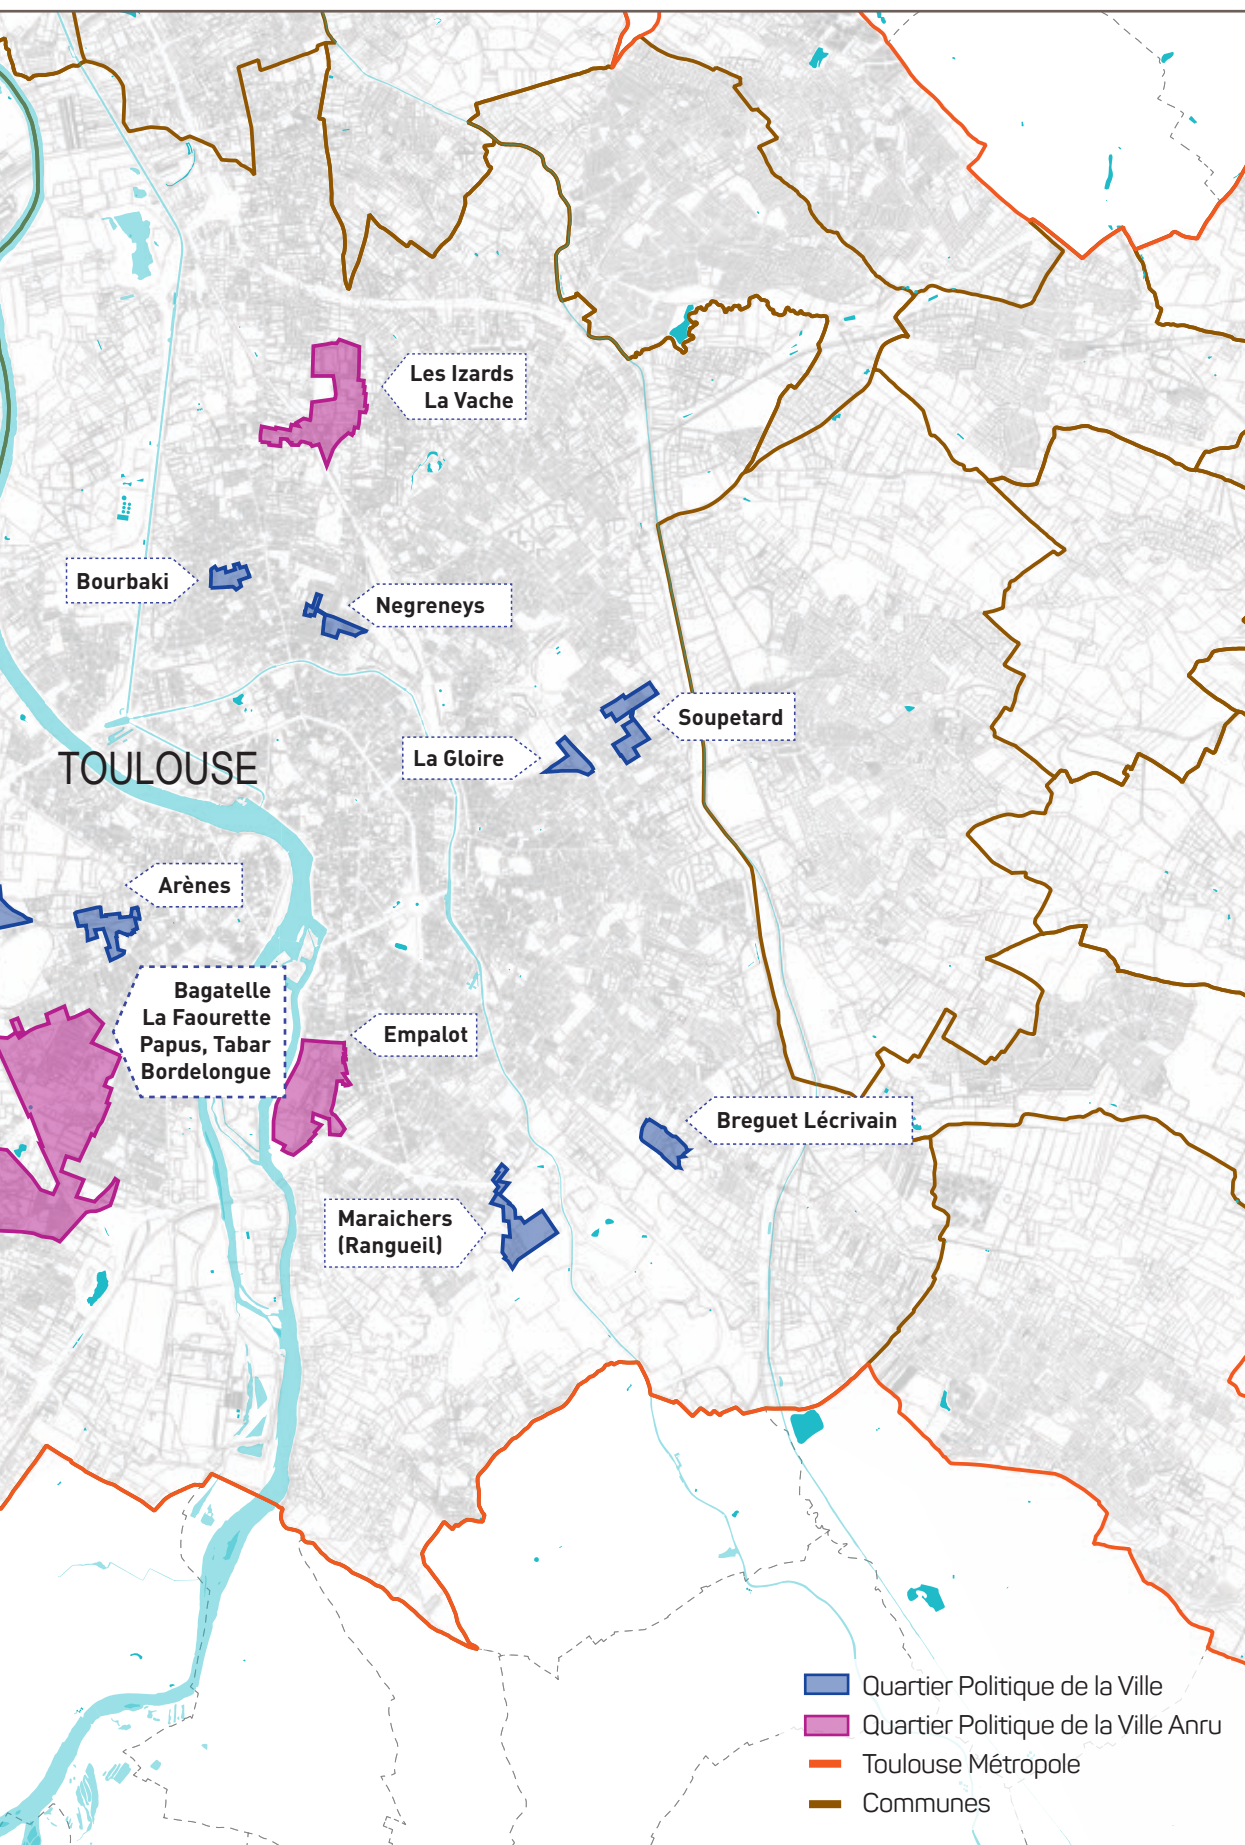 Les Izards
La Vache
Bourbaki
Negreneys
Soupetard
La Gloire
TOULOUSE
Arènes
Bagatelle
La Faourette
Papus, Tabar
Bordelongue
Empalot
Breguet Lécrivain
Maraichers
(Rangueil)
Quartier Politique de la Ville
Quartier Politique de la Ville Anru
Toulouse Métropole
Communes